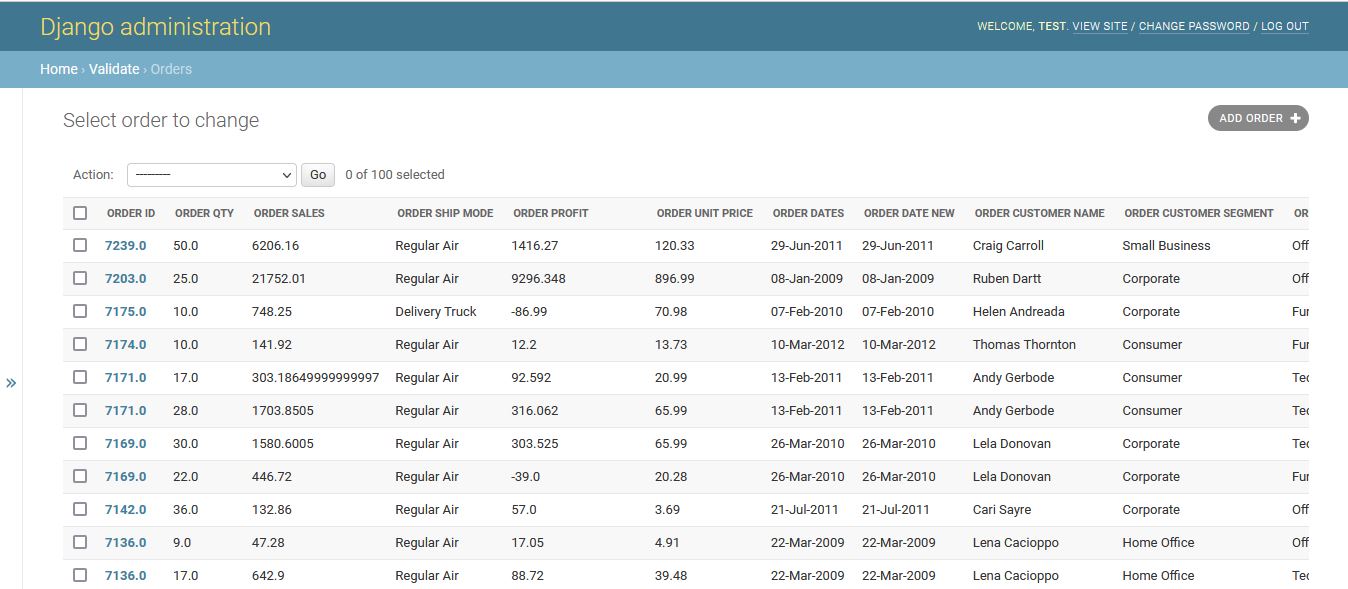 Django administration
WELCOME, TEST. VIEW SITE / CHANGE PASSWORD / LOG OUT
Home › Validate › Orders
Select order to change
ADD ORDER +
Action: --------- Go 0 of 100 selected
ORDER ID ORDER QTY ORDER SALES ORDER SHIP MODE ORDER PROFIT ORDER UNIT PRICE ORDER DATES ORDER DATE NEW ORDER CUSTOMER NAME ORDER CUSTOMER SEGMENT OR
7239.0 50.0 6206.16 Regular Air 1416.27 120.33 29-Jun-2011 29-Jun-2011 Craig Carroll Small Business Off
7203.0 25.0 21752.01 Regular Air 9296.348 896.99 08-Jan-2009 08-Jan-2009 Ruben Dartt Corporate Off
7175.0 10.0 748.25 Delivery Truck -86.99 70.98 07-Feb-2010 07-Feb-2010 Helen Andreada Corporate Fur
7174.0 10.0 141.92 Regular Air 12.2 13.73 10-Mar-2012 10-Mar-2012 Thomas Thornton Consumer Fur
7171.0 17.0 303.18649999999997 Regular Air 92.592 20.99 13-Feb-2011 13-Feb-2011 Andy Gerbode Consumer Tec
»
7171.0 28.0 1703.8505 Regular Air 316.062 65.99 13-Feb-2011 13-Feb-2011 Andy Gerbode Consumer Tec
7169.0 30.0 1580.6005 Regular Air 303.525 65.99 26-Mar-2010 26-Mar-2010 Lela Donovan Corporate Tec
7169.0 22.0 446.72 Regular Air -39.0 20.28 26-Mar-2010 26-Mar-2010 Lela Donovan Corporate Fur
7142.0 36.0 132.86 Regular Air 57.0 3.69 21-Jul-2011 21-Jul-2011 Cari Sayre Corporate Off
7136.0 9.0 47.28 Regular Air 17.05 4.91 22-Mar-2009 22-Mar-2009 Lena Cacioppo Home Office Off
7136.0 17.0 642.9 Regular Air 88.72 39.48 22-Mar-2009 22-Mar-2009 Lena Cacioppo Home Office Tec